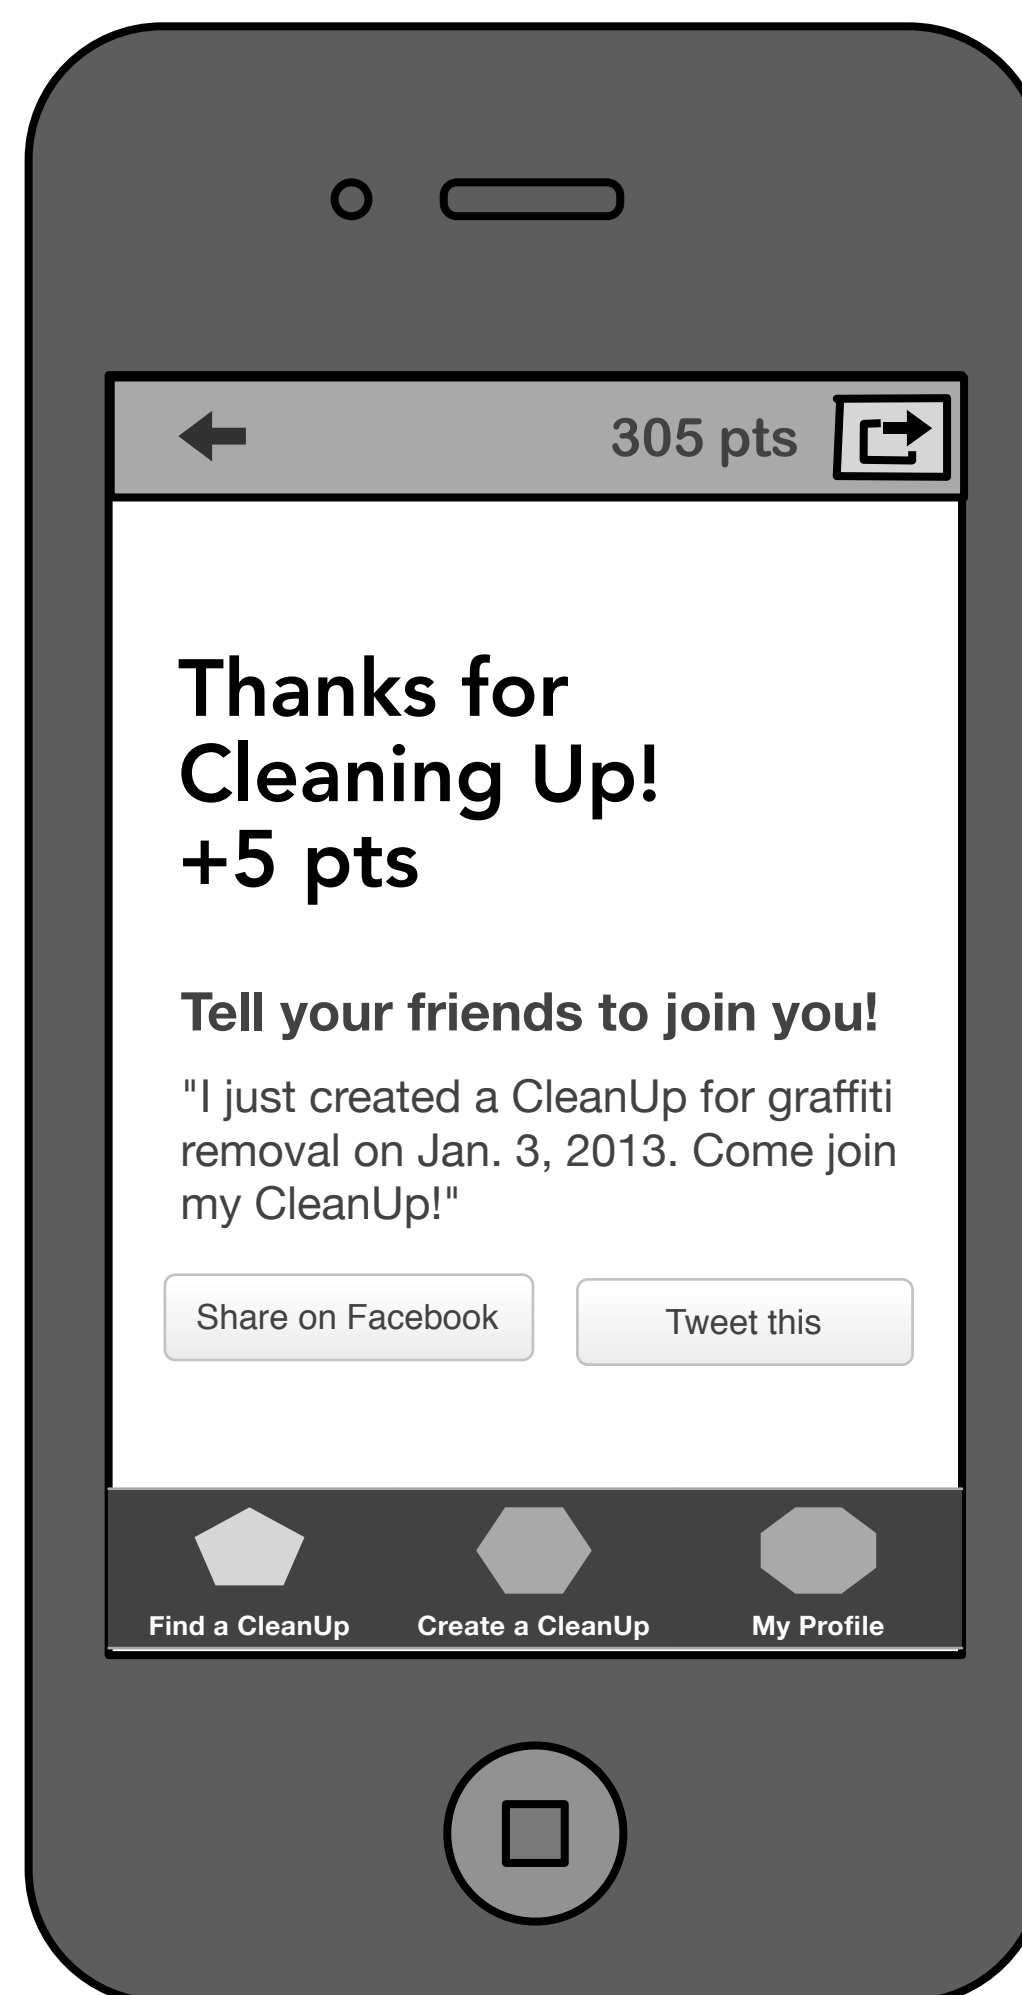 305 pts
Thanks for
Cleaning Up!
+5 pts
Tell your friends to join you!
"I just created a CleanUp for graffiti
removal on Jan. 3, 2013. Come join
my CleanUp!"
Share on Facebook
Tweet this
Find a CleanUp
Create a CleanUp
My Profile